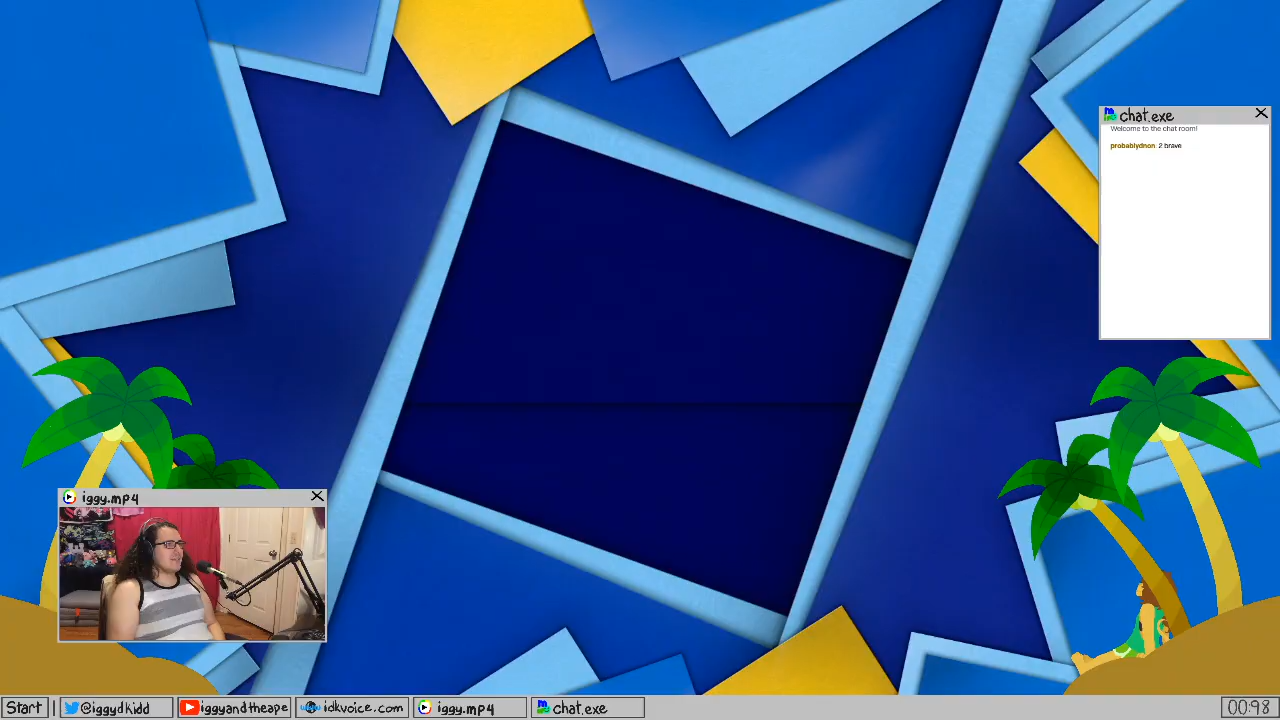 chat.exe
Welcome to the chat room!
probablydnon: 2 brave
iggy.mp4
Start | @iggydkidd iggyandtheape www idkvoice.com iggy.mp4 chat.exe 00:98